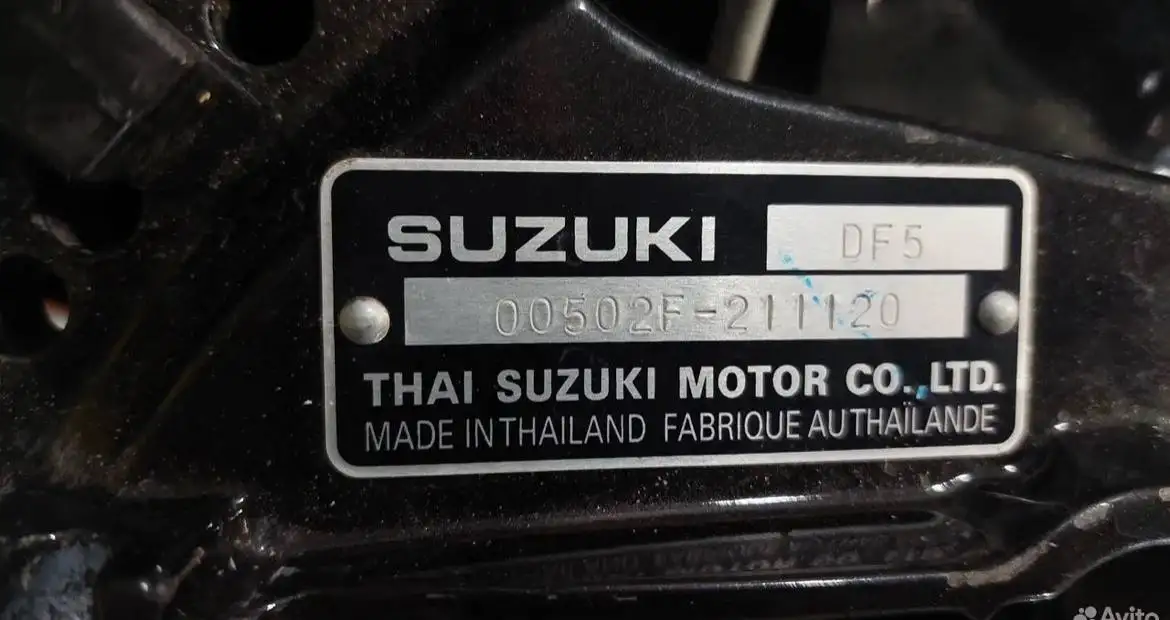 SUZUKI DF5
00502F-211120
THAI SUZUKI MOTOR CO.,LTD.
MADE IN THAILAND FABRIQUE AU THAÏLANDE
Avito